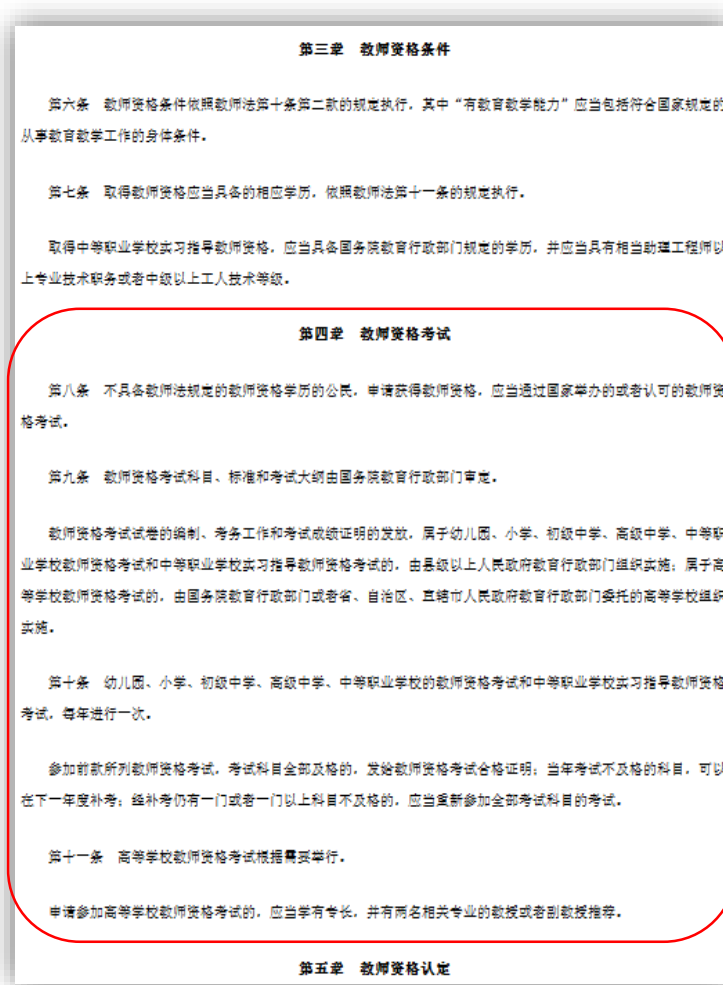 第三章 教师资格条件
第六条 教师资格条件依照教师法第十条第二款的规定执行，其中“有教育教学能力”应当包括符合国家规定的
从事教育教学工作的身体条件。
第七条 取得教师资格应当具备的相应学历，依照教师法第十一条的规定执行。
取得中等职业学校实习指导教师资格，应当具备国务院教育行政部门规定的学历，并应当具有相当助理工程师以
上专业技术职务或者中级以上工人技术等级。
第四章 教师资格考试
第八条 不具备教师法规定的教师资格学历的公民，申请获得教师资格，应当通过国家举办的或者认可的教师资
格考试。
第九条 教师资格考试科目、标准和考试大纲由国务院教育行政部门审定。
教师资格考试试卷的编制、考务工作和考试成绩证明的发放，属于幼儿园、小学、初级中学、高级中学、中等职
业学校教师资格考试和中等职业学校实习指导教师资格考试的，由县级以上人民政府教育行政部门组织实施；属于高
等学校教师资格考试的，由国务院教育行政部门或者省、自治区、直辖市人民政府教育行政部门委托的高等学校组织
实施。
第十条 幼儿园、小学、初级中学、高级中学、中等职业学校的教师资格考试和中等职业学校实习指导教师资格
考试，每年进行一次。
参加前款所列教师资格考试，考试科目全部及格的，发给教师资格考试合格证明；当年考试不及格的科目，可以
在下一年度补考；经补考仍有一门或者一门以上科目不及格的，应当重新参加全部考试科目的考试。
第十一条 高等学校教师资格考试根据需要举行。
申请参加高等学校教师资格考试的，应当学有专长，并有两名相关专业的教授或者副教授推荐。
第五章 教师资格认定